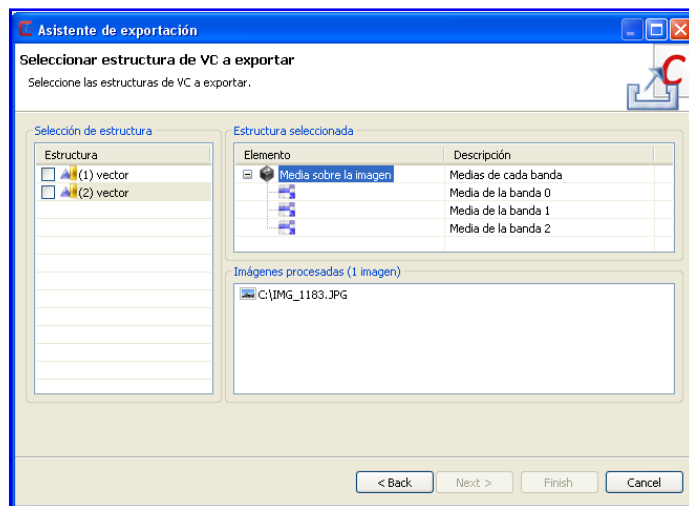 Asistente de exportación
Seleccionar estructura de VC a exportar
Seleccione las estructuras de VC a exportar.
Selección de estructura
Estructura
(1) vector
(2) vector
Estructura seleccionada
Elemento Descripción
Media sobre la imagen Medias de cada banda
Media de la banda 0
Media de la banda 1
Media de la banda 2
Imágenes procesadas (1 imagen)
C:\IMG_1183.JPG
< Back Next > Finish Cancel